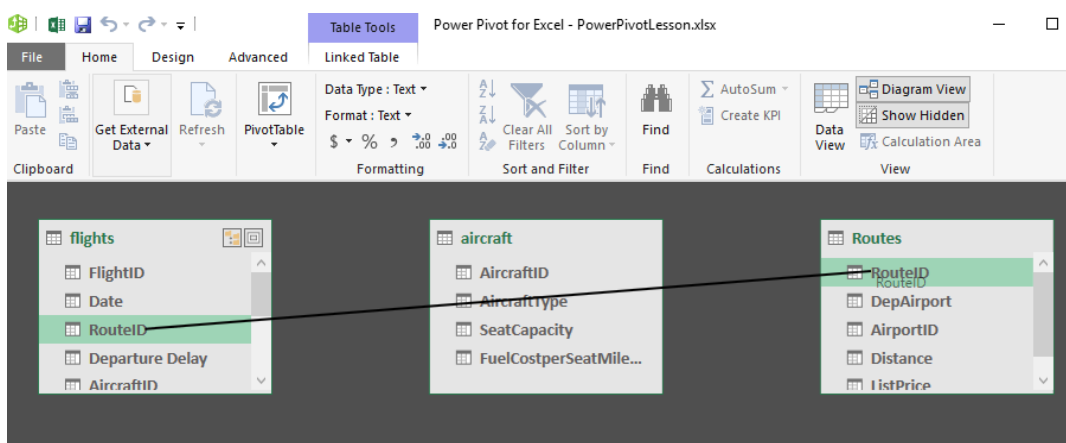 Table Tools Power Pivot for Excel - PowerPivotLesson.xlsx
File Home Design Advanced Linked Table
Paste
Clipboard
Get External
Data
Refresh
PivotTable
Data Type : Text
Format : Text
$ % , .00 .0
Formatting
Clear All
Filters
Sort by
Column
Sort and Filter
Find
Find
AutoSum
Create KPI
Calculations
Data
View
Diagram View
Show Hidden
Calculation Area
View
flights
FlightID
Date
RouteID
Departure Delay
AircraftID
aircraft
AircraftID
AircraftType
SeatCapacity
FuelCostperSeatMile...
Routes
RouteID
RouteID
DepAirport
AirportID
Distance
ListPrice